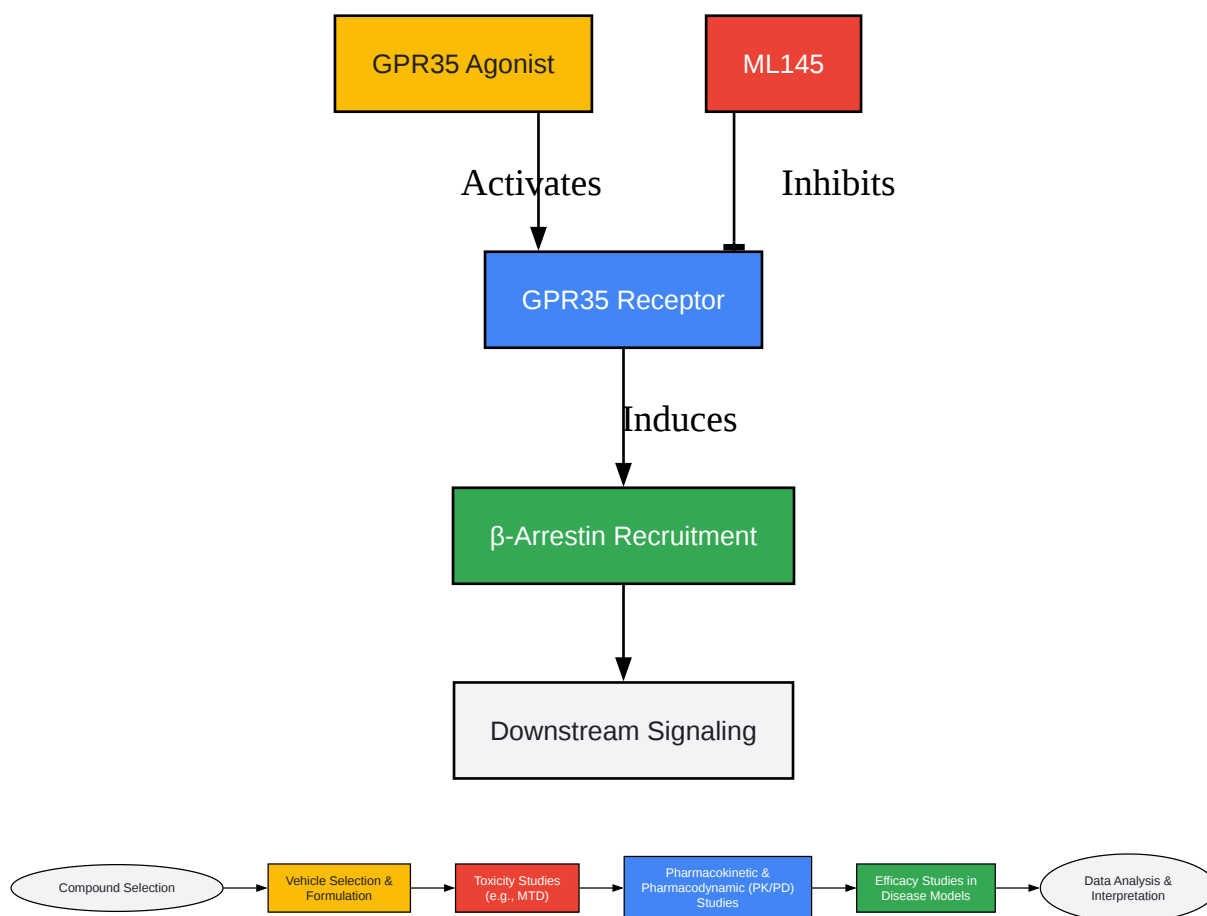 GPR35 Agonist
ML145
Activates
Inhibits
GPR35 Receptor
Induces
β-Arrestin Recruitment
Downstream Signaling
Compound Selection
Vehicle Selection &
Formulation
Toxicity Studies
(e.g., MTD)
Pharmacokinetic &
Pharmacodynamic (PK/PD)
Studies
Efficacy Studies in
Disease Models
Data Analysis &
Interpretation